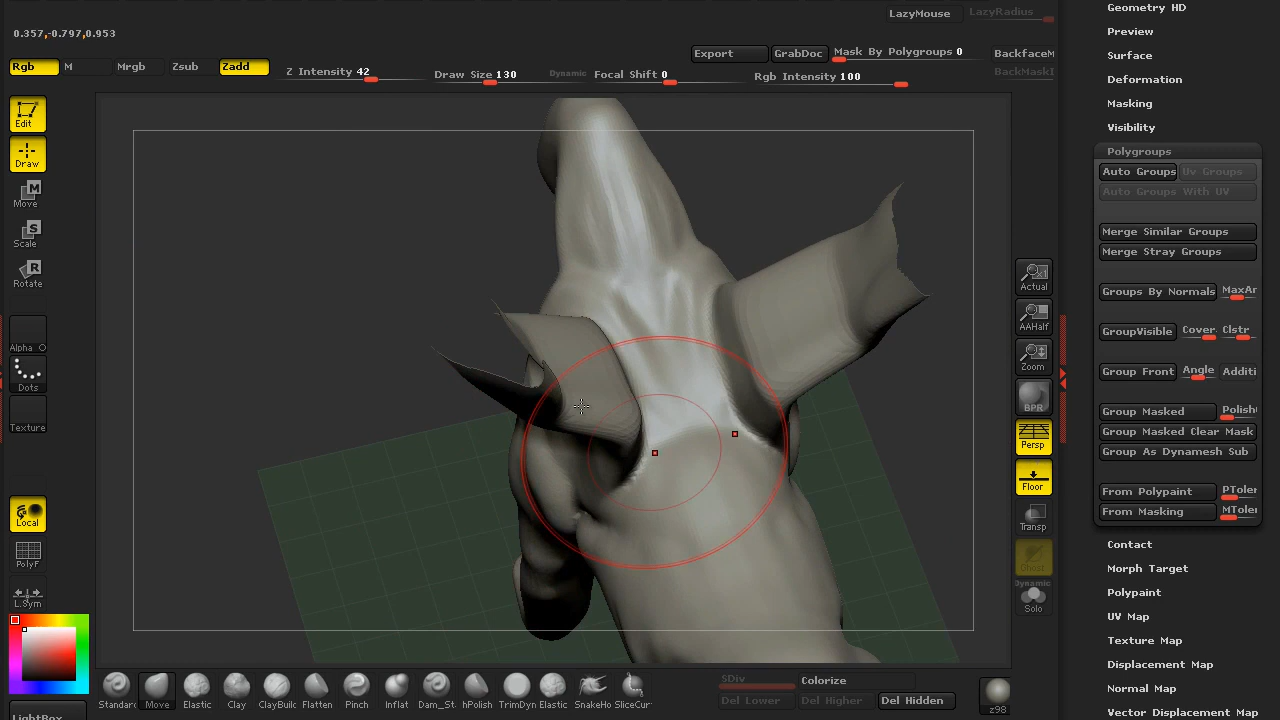 LazyMouse LazyRadius
0.357,-0.797,0.953
Rgb M Mrgb Zsub Zadd
Z Intensity 42 Draw Size 130 Dynamic Focal Shift 0
Export GrabDoc Mask By Polygroups 0 BackfaceM
Rgb Intensity 100 BackMaskI
Edit
Draw
Move
Scale
Rotate
Alpha O
Dots
Texture
Local
PolyF
L.Sym
LightBox
Standa Move Elastic Clay ClayBui Flatten Pinch Inflat Dam_St hPolish TrimDyn Elastic SnakeHo SliceCur
SDiv Colorize
Del Lower Del Higher Del Hidden
z98
Actual
AAHalf
Zoom
BPR
Persp
Floor
Transp
Ghost
Dynamic
Solo
Geometry HD
Preview
Surface
Deformation
Masking
Visibility
Polygroups
Auto Groups Uv Groups
Auto Groups With UV
Merge Similar Groups
Merge Stray Groups
Groups By Normals MaxAn
GroupVisible Cover Clstr
Group Front Angle Additi
Group Masked Polish
Group Masked Clear Mask
Group As Dynamesh Sub
From Polypaint PToler
From Masking MToler
Contact
Morph Target
Polypaint
UV Map
Texture Map
Displacement Map
Normal Map
Vector Displacement Map